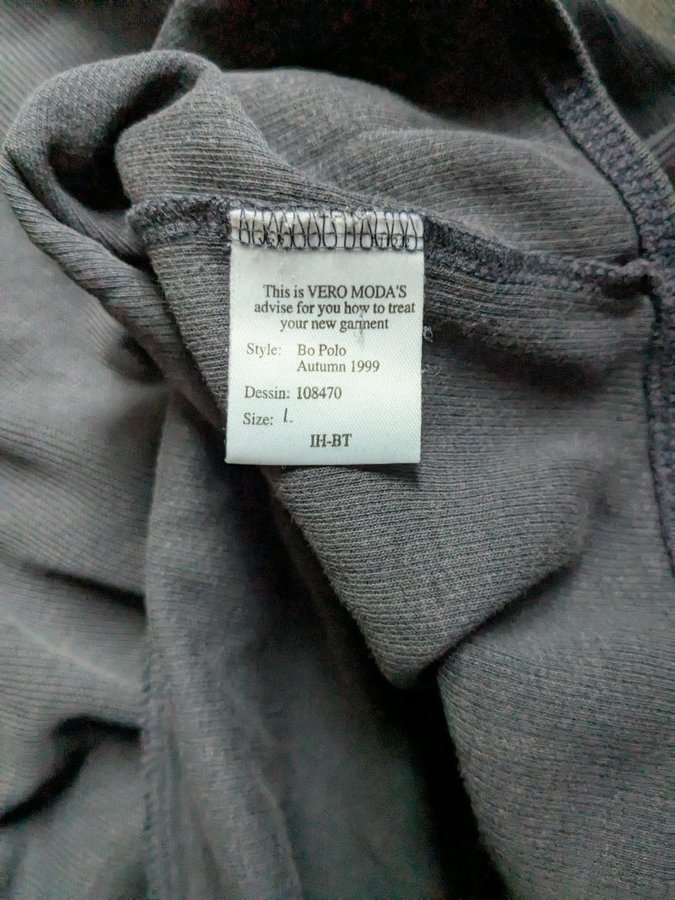 This is VERO MODA'S
advise for you how to treat
your new garment
Style: Bo Polo
Autumn 1999
Dessin: 108470
Size: L
IH-BT